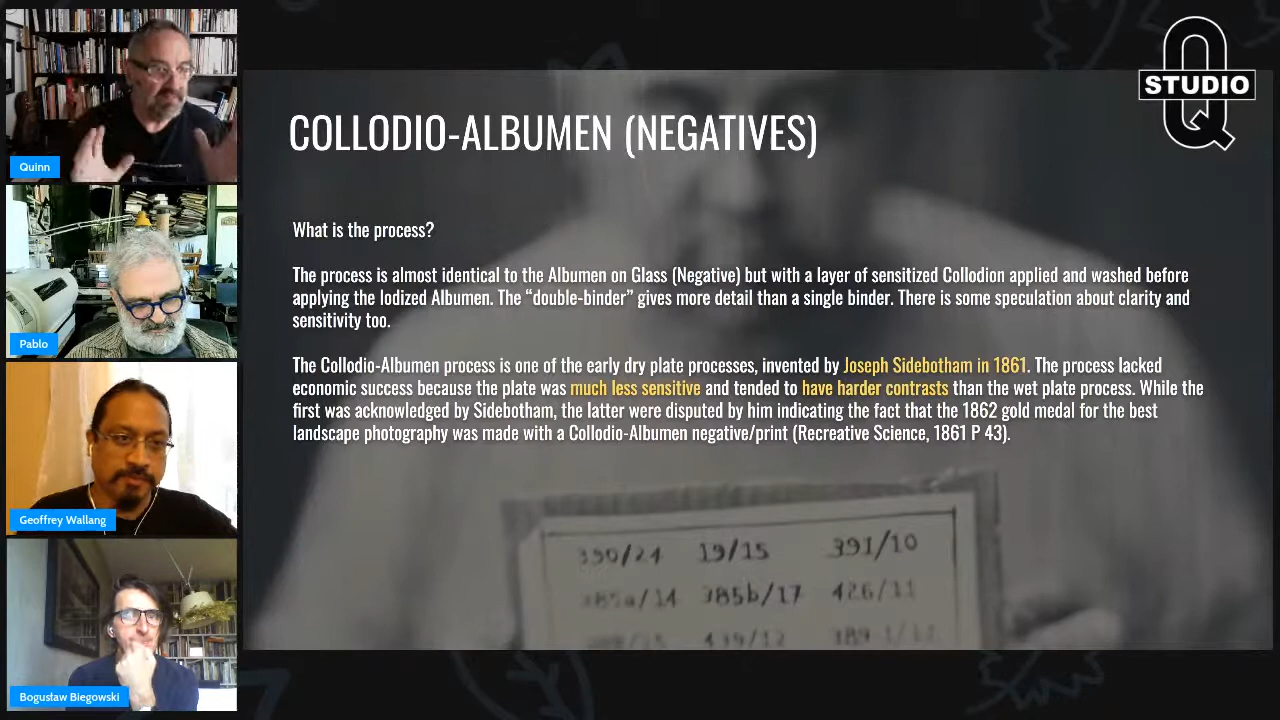 STUDIO
Q
COLLODIO-ALBUMEN (NEGATIVES)
What is the process?
The process is almost identical to the Albumen on Glass (Negative) but with a layer of sensitized Collodion applied and washed before
applying the Iodized Albumen. The “double-binder” gives more detail than a single binder. There is some speculation about clarity and
sensitivity too.
The Collodio-Albumen process is one of the early dry plate processes, invented by Joseph Sidebotham in 1861. The process lacked
economic success because the plate was much less sensitive and tended to have harder contrasts than the wet plate process. While the
first was acknowledged by Sidebotham, the latter were disputed by him indicating the fact that the 1862 gold medal for the best
landscape photography was made with a Collodio-Albumen negative/print (Recreative Science, 1861 P 43).
390/24 19/15 391/10
385a/14 385b/17 426/11
439/12
Quinn
Pablo
Geoffrey Wallang
Bogustaw Biegowski